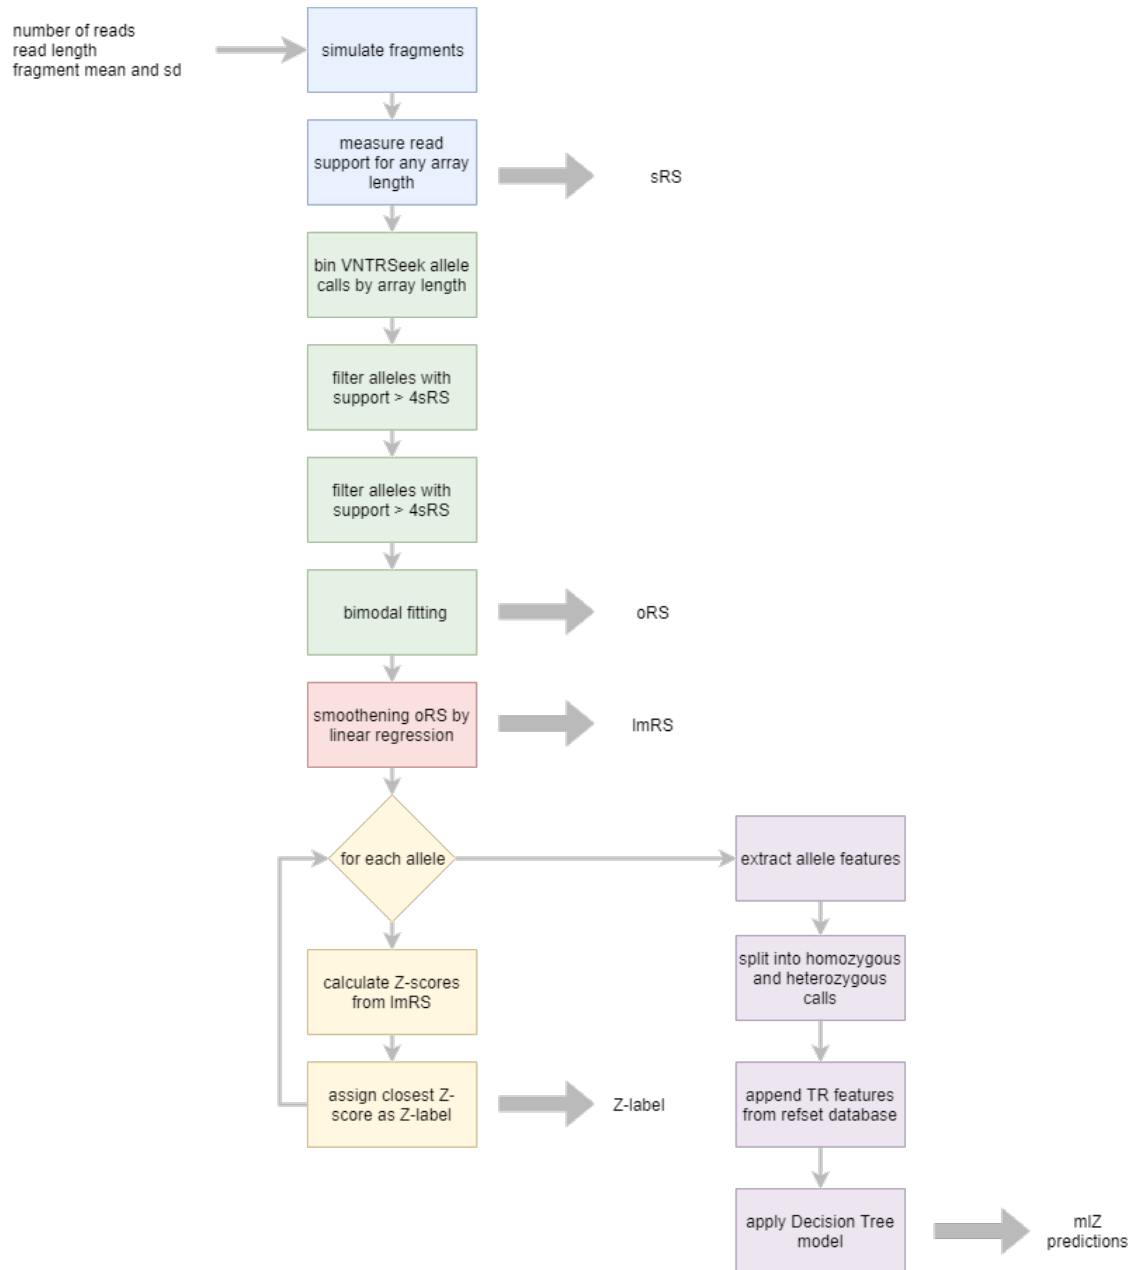 number of reads
read length
fragment mean and sd
simulate fragments
measure read
support for any array
length
sRS
bin VNTRSeek allele
calls by array length
filter alleles with
support > 4sRS
filter alleles with
support > 4sRS
bimodal fitting
oRS
smoothening oRS by
linear regression
lmRS
for each allele
calculate Z-scores
from lmRS
assign closest Z-
score as Z-label
Z-label
extract allele features
split into homozygous
and heterozygous
calls
append TR features
from refset database
apply Decision Tree
model
mlZ
predictions